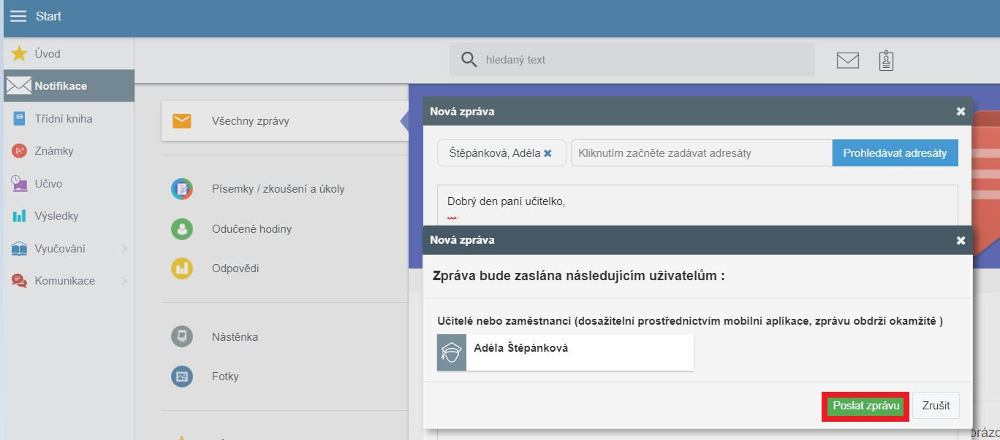 Start
Úvod
Notifikace
Třídní kniha
Známky
Učivo
Výsledky
Vyučování
Komunikace
hledaný text
Všechny zprávy
Písemky / zkoušení a úkoly
Odučené hodiny
Odpovědi
Nástěnka
Fotky
Nová zpráva
Štěpánková, Adéla
Kliknutím začněte zadávat adresáty
Prohledávat adresáty
Dobrý den paní učitelko,
Nová zpráva
Zpráva bude zaslána následujícím uživatelům :
Učitelé nebo zaměstnanci (dosažitelní prostřednictvím mobilní aplikace, zprávu obdrží okamžitě )
Adéla Štěpánková
Poslat zprávu
Zrušit